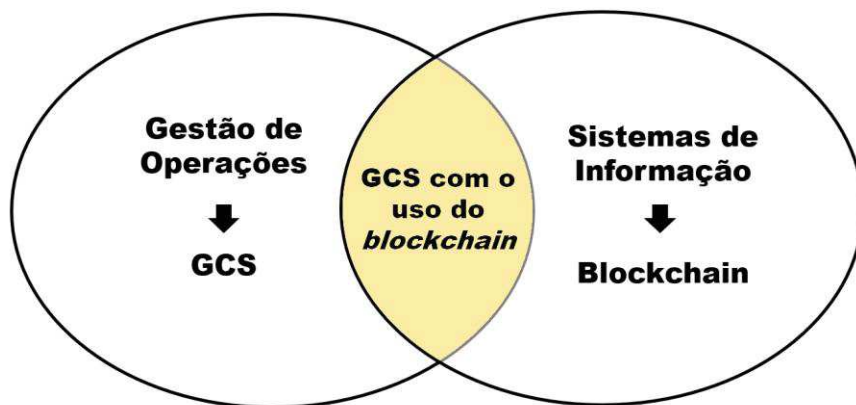 Gestão de
Operações
GCS
GCS com o
uso do
blockchain
Sistemas de
Informação
Blockchain